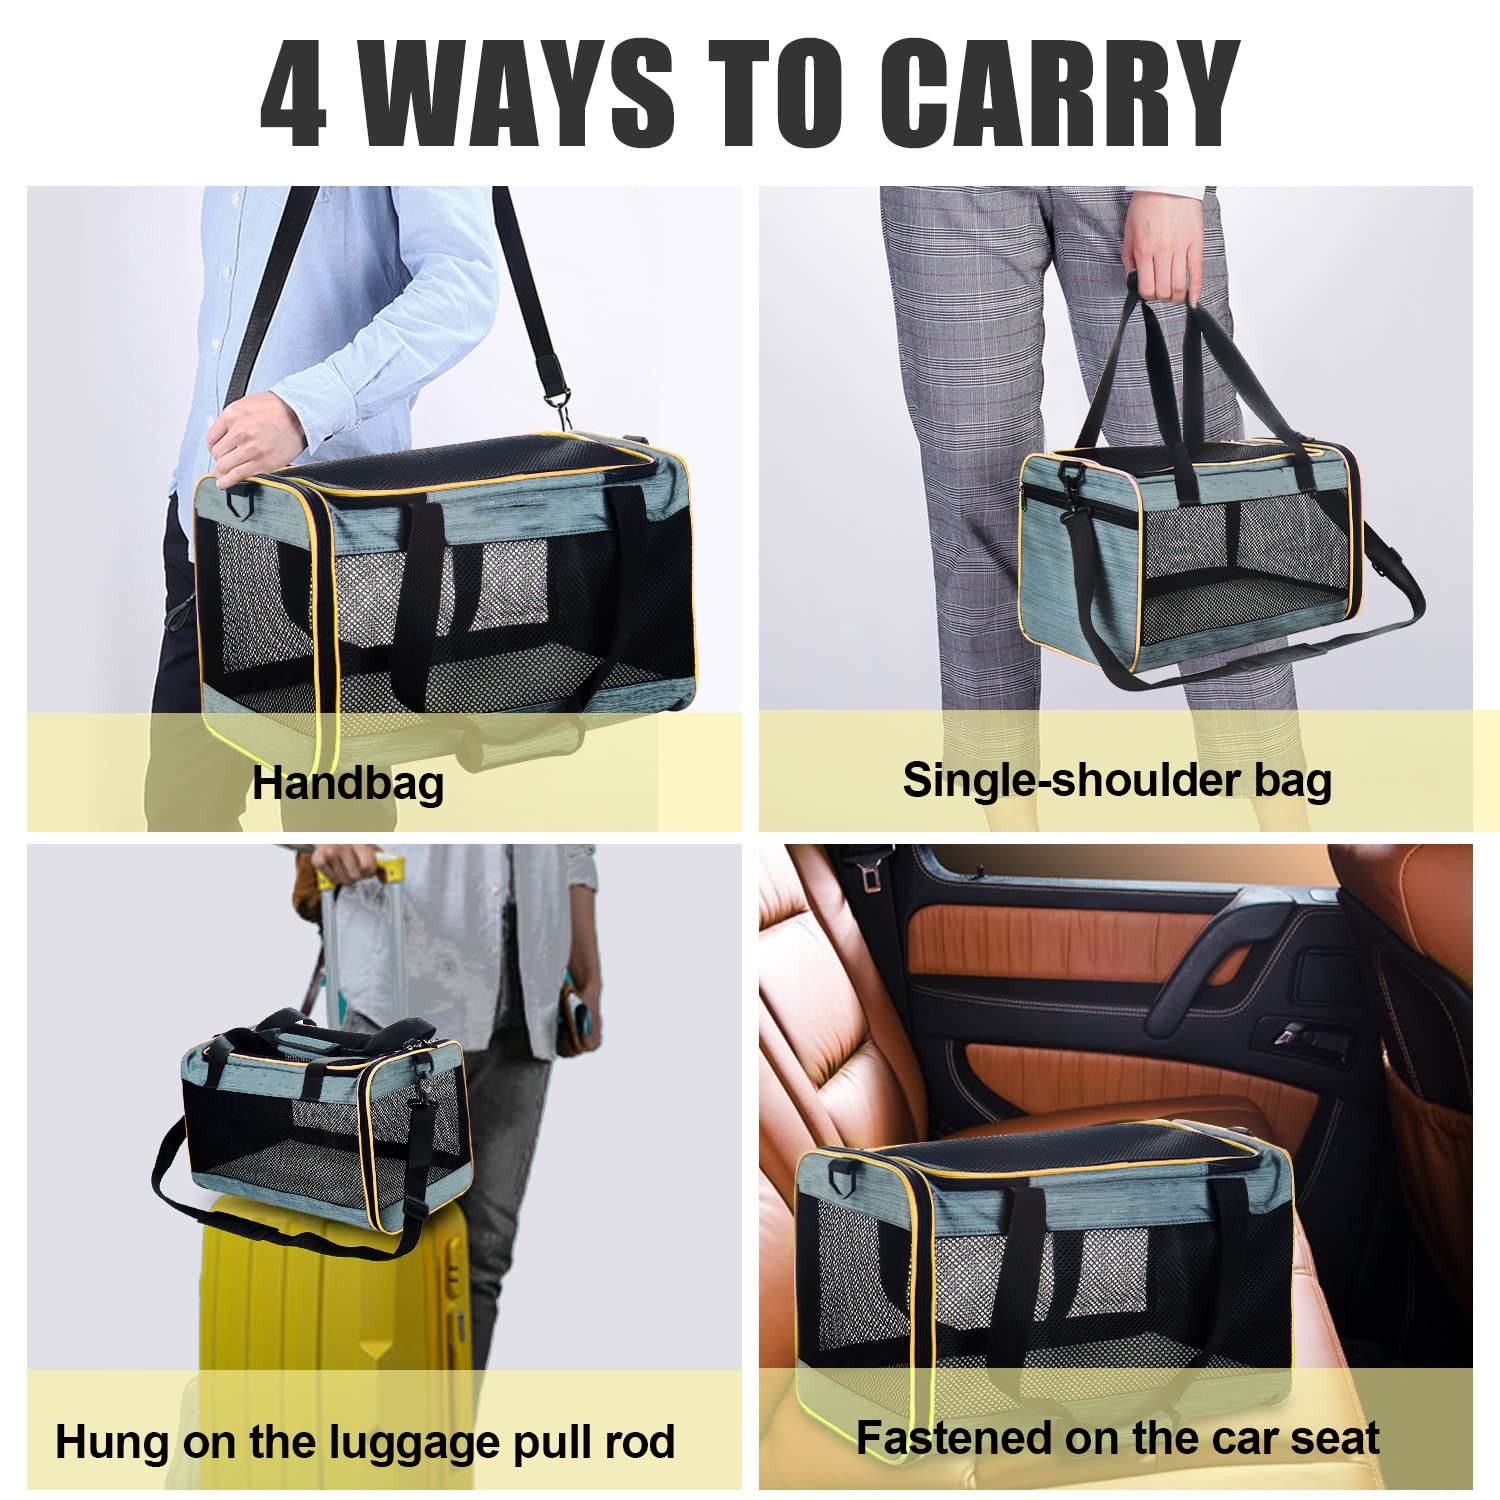 4 WAYS TO CARRY
Handbag
Single-shoulder bag
Hung on the luggage pull rod
Fastened on the car seat